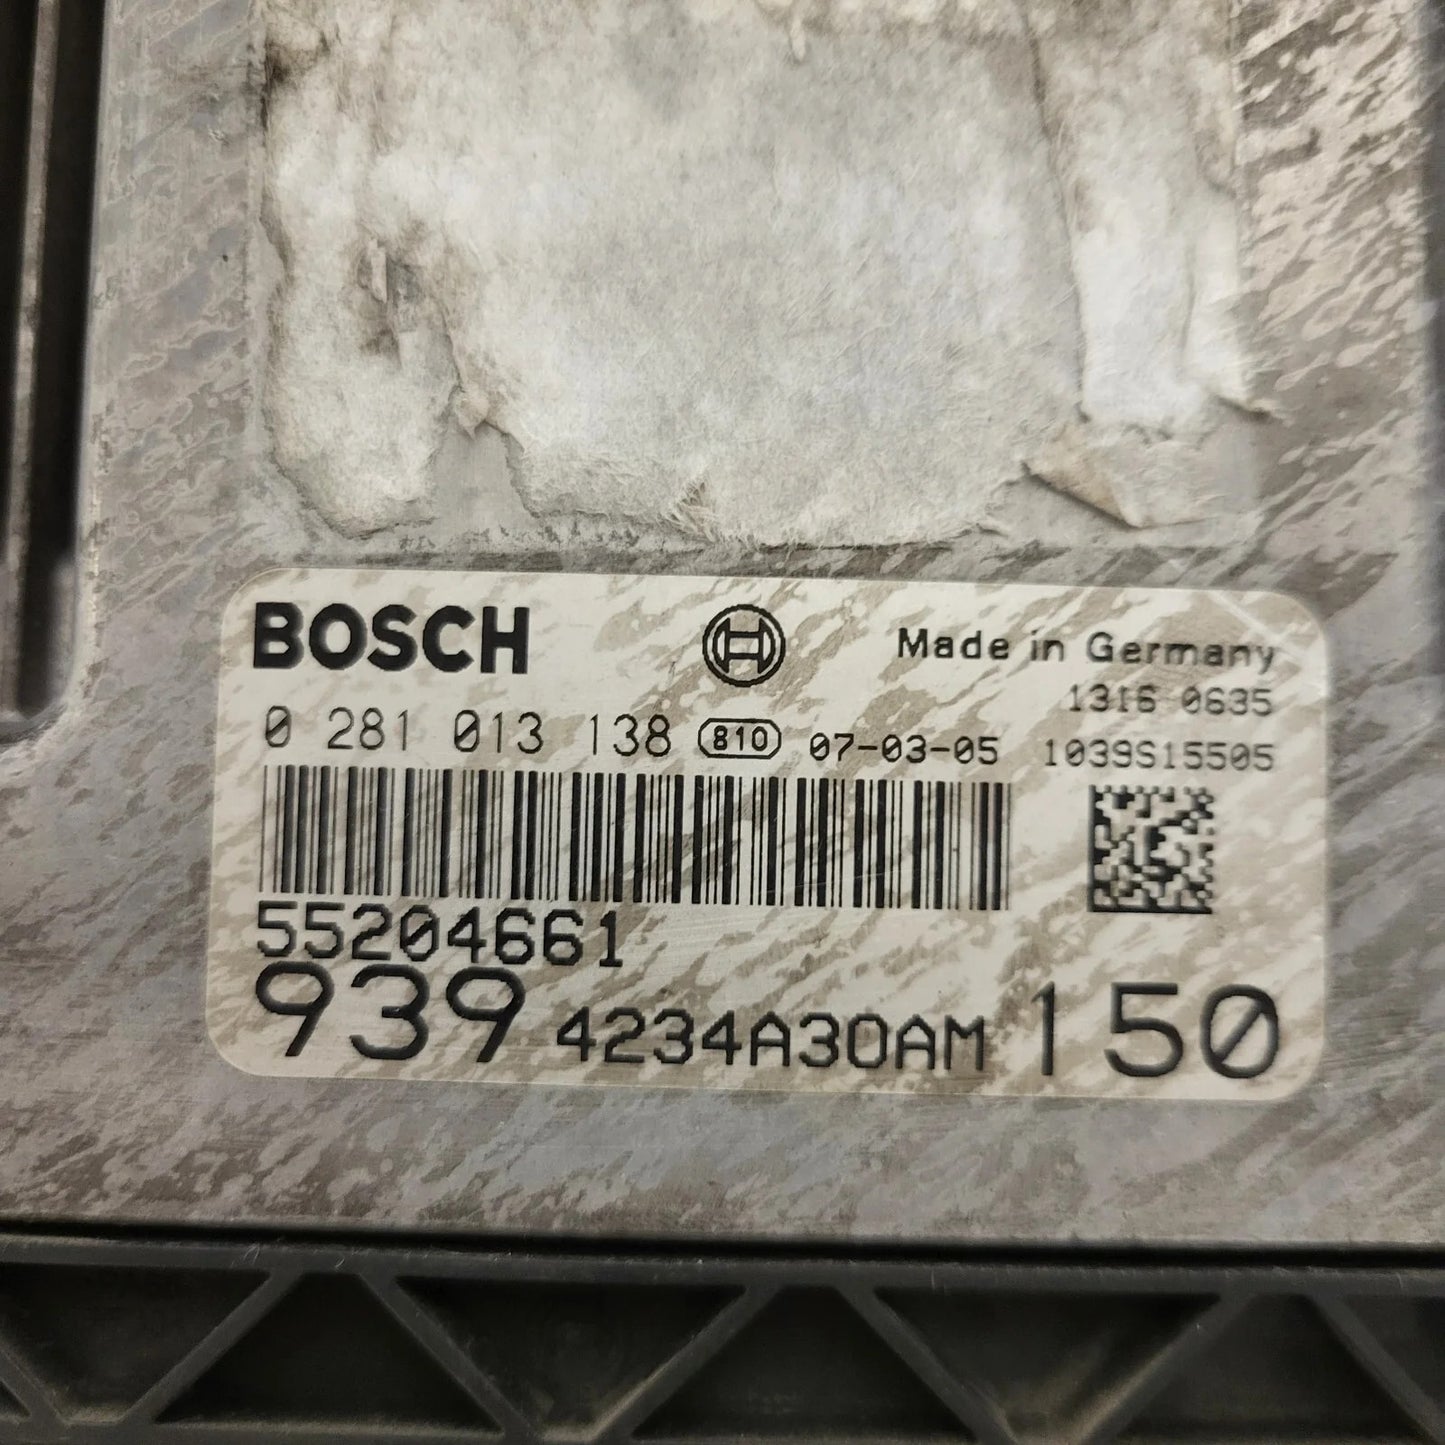 BOSCH Made in Germany
1316 0635
0 281 013 138 810 07-03-05 1039S15505
55204661
939 4234A30AM 150